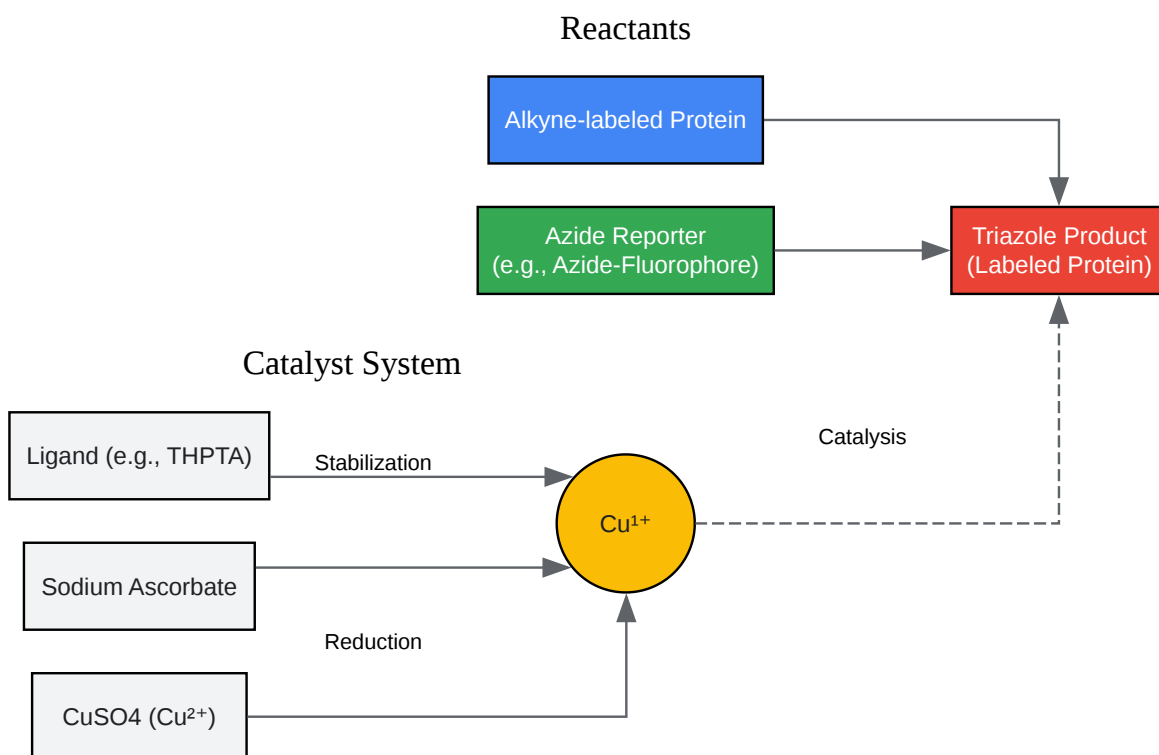 Reactants
Alkyne-labeled Protein
Azide Reporter
(e.g., Azide-Fluorophore)
Triazole Product
(Labeled Protein)
Catalyst System
Ligand (e.g., THPTA)
Stabilization
Catalysis
Cu¹⁺
Sodium Ascorbate
Reduction
CuSO4 (Cu²⁺)